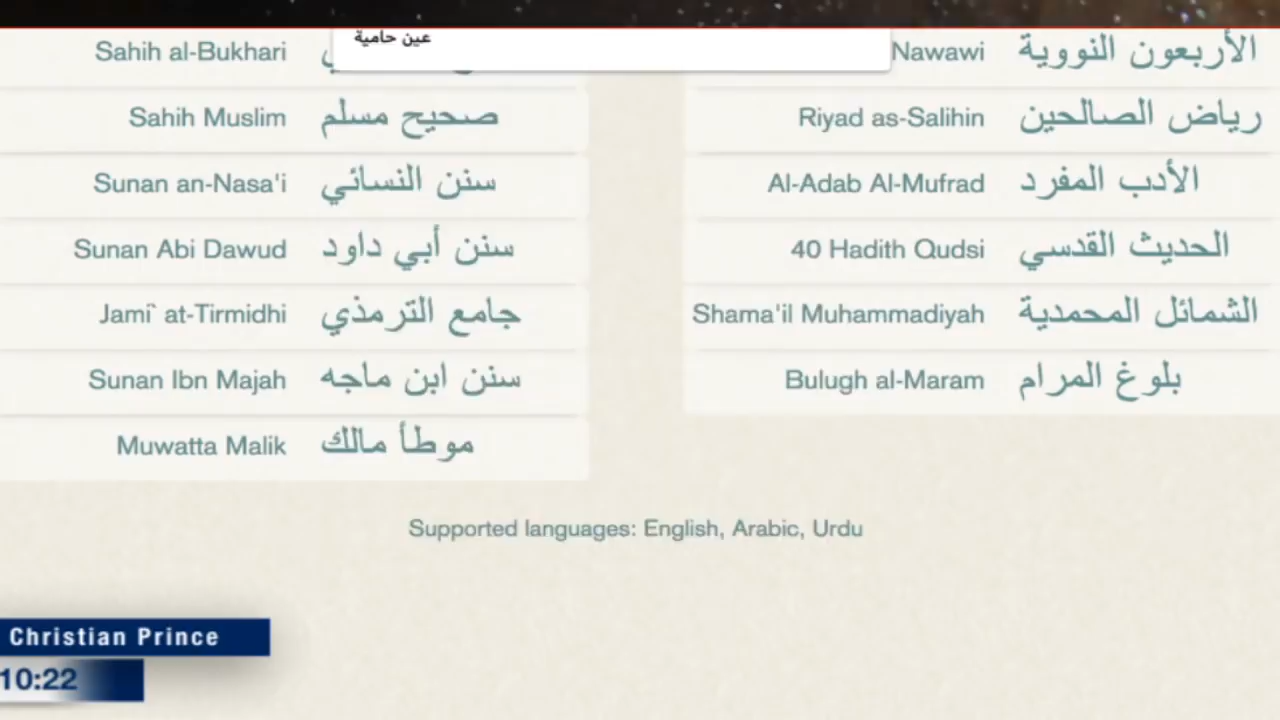 عين حامية
Sahih al-Bukhari
Nawawi الأربعون النووية
Sahih Muslim صحيح مسلم
Riyad as-Salihin رياض الصالحين
Sunan an-Nasa'i سنن النسائي
Al-Adab Al-Mufrad الأدب المفرد
Sunan Abi Dawud سنن أبي داود
40 Hadith Qudsi الحديث القدسي
Jami` at-Tirmidhi جامع الترمذي
Shama'il Muhammadiyah الشمائل المحمدية
Sunan Ibn Majah سنن ابن ماجه
Bulugh al-Maram بلوغ المرام
Muwatta Malik موطأ مالك
Supported languages: English, Arabic, Urdu
Christian Prince
10:22